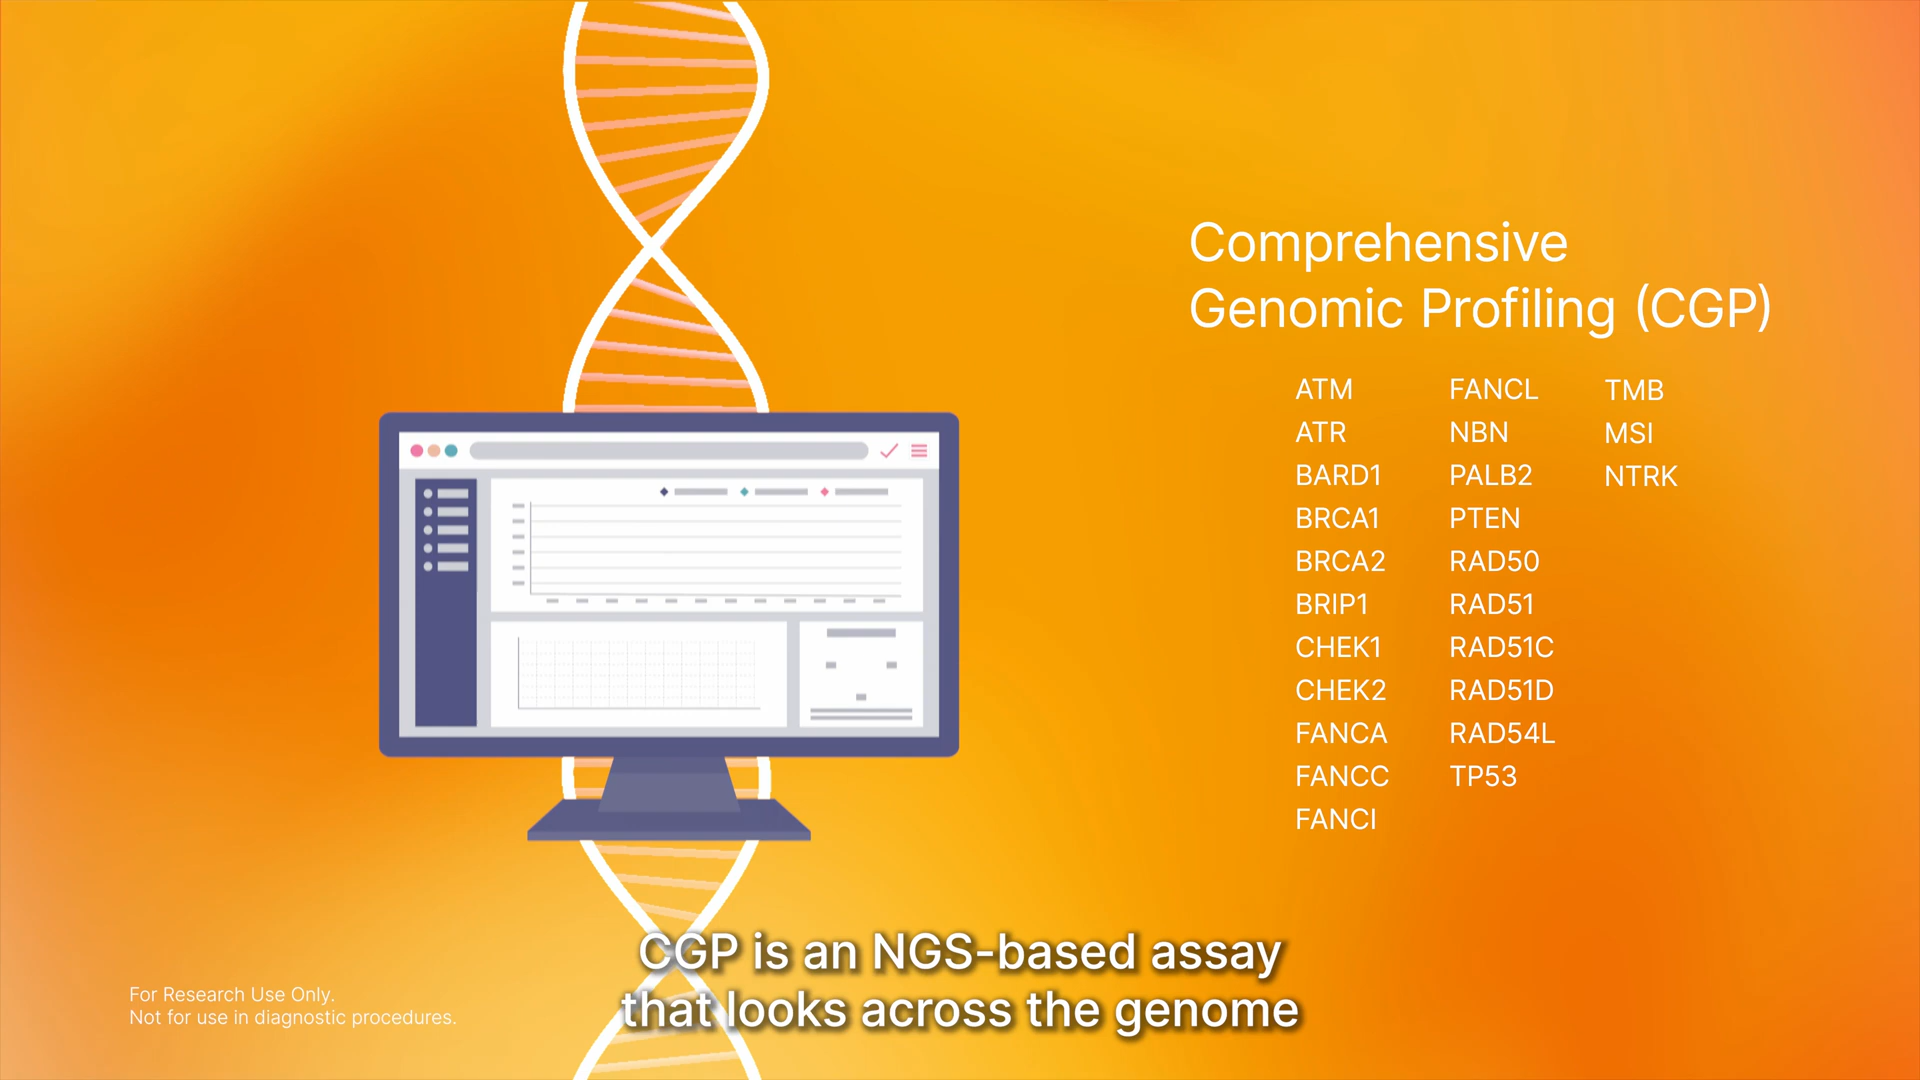 Comprehensive
Genomic Profiling (CGP)
ATM
ATR
BARD1
BRCA1
BRCA2
BRIP1
CHEK1
CHEK2
FANCA
FANCC
FANCI
FANCL
NBN
PALB2
PTEN
RAD50
RAD51
RAD51C
RAD51D
RAD54L
TP53
TMB
MSI
NTRK
CGP is an NGS-based assay
that looks across the genome
For Research Use Only.
Not for use in diagnostic procedures.